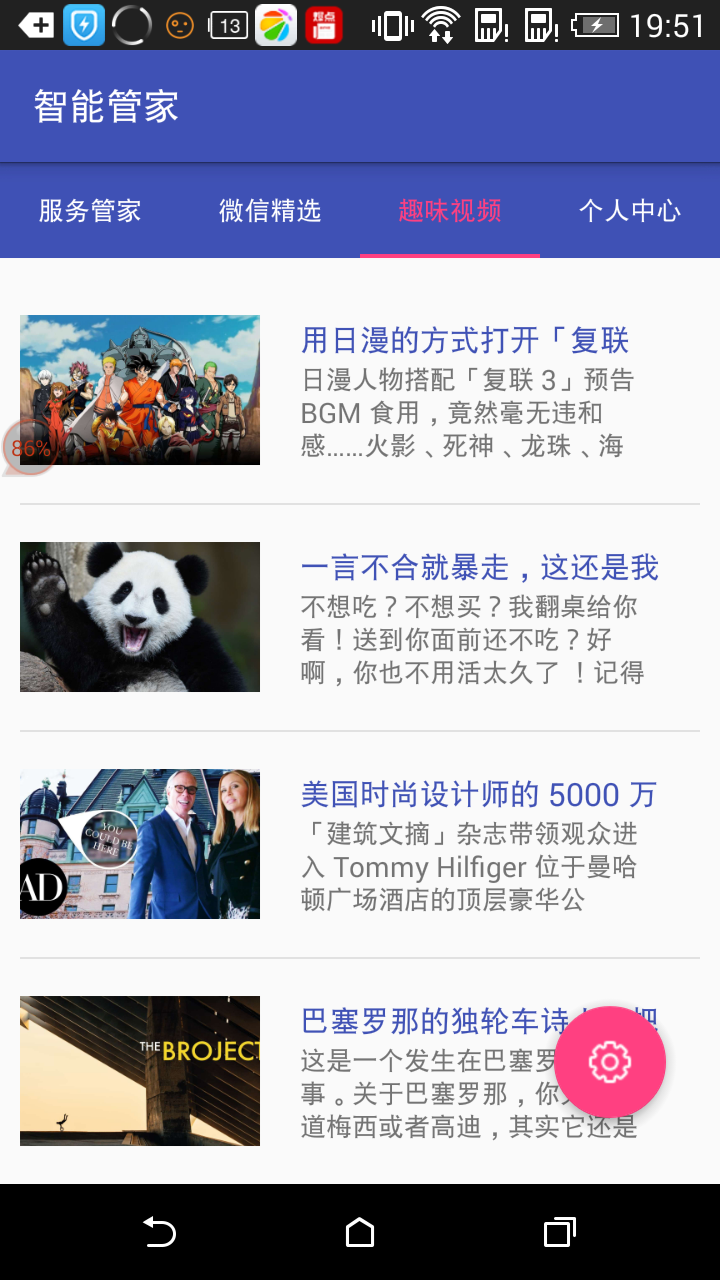 13
想点
19:51
智能管家
服务管家
微信精选
趣味视频
个人中心
用日漫的方式打开「复联
日漫人物搭配「复联 3」预告
BGM 食用，竟然毫无违和
感……火影、死神、龙珠、海
86%
一言不合就暴走，这还是我
不想吃？不想买？我翻桌给你
看！送到你面前还不吃？好
啊，你也不用活太久了 ！记得
美国时尚设计师的 5000 万
「建筑文摘」杂志带领观众进
入 Tommy Hilfiger 位于曼哈
顿广场酒店的顶层豪华公
YOU
COULD BE
HERE
AD
巴塞罗那的独轮车诗
这是一个发生在巴塞罗
事。关于巴塞罗那，你
道梅西或者高迪，其实它还是
THE BROJECT